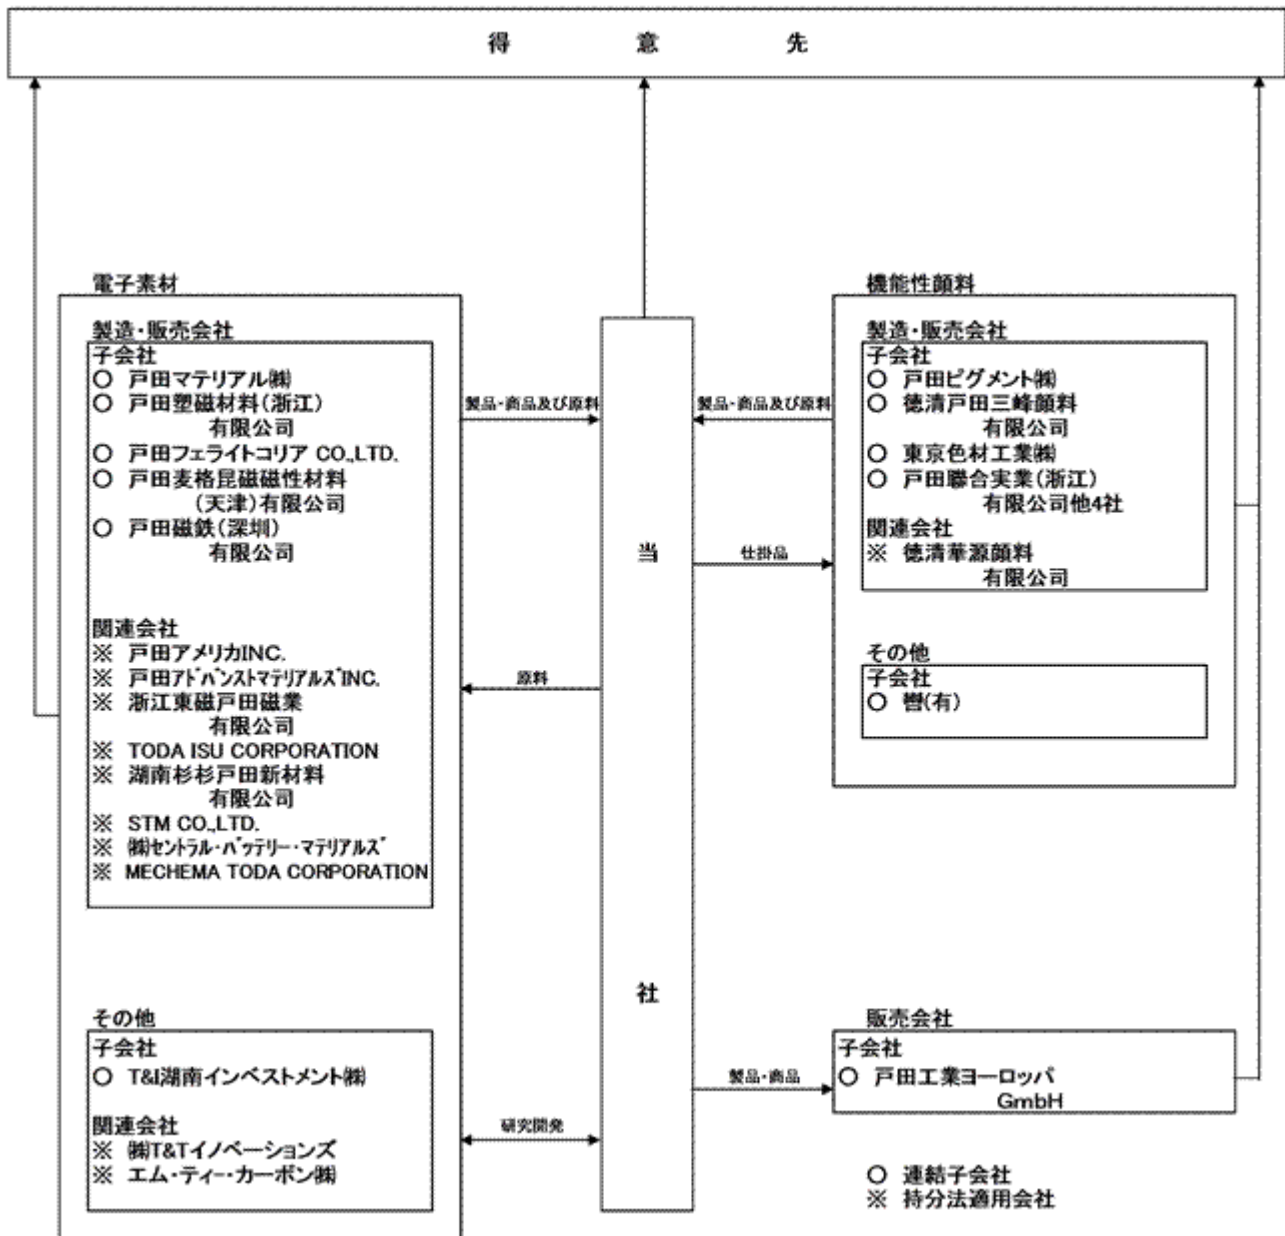 得意先
電子素材
製造・販売会社
子会社
○ 戸田マテリアル㈱
○ 戸田塑磁材料(浙江)
有限公司
○ 戸田フェライトコリア CO.,LTD.
○ 戸田麦格昆磁磁性材料
(天津)有限公司
○ 戸田磁鉄(深圳)
有限公司
関連会社
※ 戸田アメリカINC.
※ 戸田アドバンストマテリアルズINC.
※ 浙江東磁戸田磁業
有限公司
※ TODA ISU CORPORATION
※ 湖南杉杉戸田新材料
有限公司
※ STM CO.,LTD.
※ ㈱セントラル・バッテリー・マテリアルズ
※ MECHEMA TODA CORPORATION
その他
子会社
○ T&I湖南インベストメント㈱
関連会社
※ ㈱T&Tイノベーションズ
※ エム・ティー・カーボン㈱
製品・商品及び原料
原料
研究開発
当社
製品・商品及び原料
仕掛品
製品・商品
機能性顔料
製造・販売会社
子会社
○ 戸田ピグメント㈱
○ 徳清戸田三峰顔料
有限公司
○ 東京色材工業㈱
○ 戸田聯合実業(浙江)
有限公司他4社
関連会社
※ 徳清華源顔料
有限公司
その他
子会社
○ (有)
販売会社
子会社
○ 戸田工業ヨーロッパ
GmbH
○ 連結子会社
※ 持分法適用会社